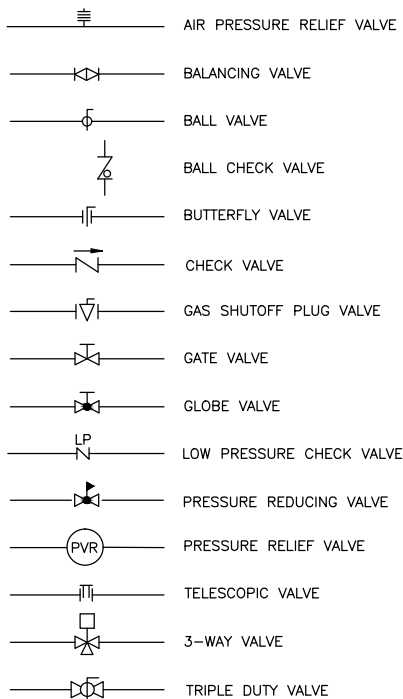 AIR PRESSURE RELIEF VALVE
BALANCING VALVE
BALL VALVE
BALL CHECK VALVE
BUTTERFLY VALVE
CHECK VALVE
GAS SHUTOFF PLUG VALVE
GATE VALVE
GLOBE VALVE
LP LOW PRESSURE CHECK VALVE
PRESSURE REDUCING VALVE
PVR PRESSURE RELIEF VALVE
TELESCOPIC VALVE
3-WAY VALVE
TRIPLE DUTY VALVE